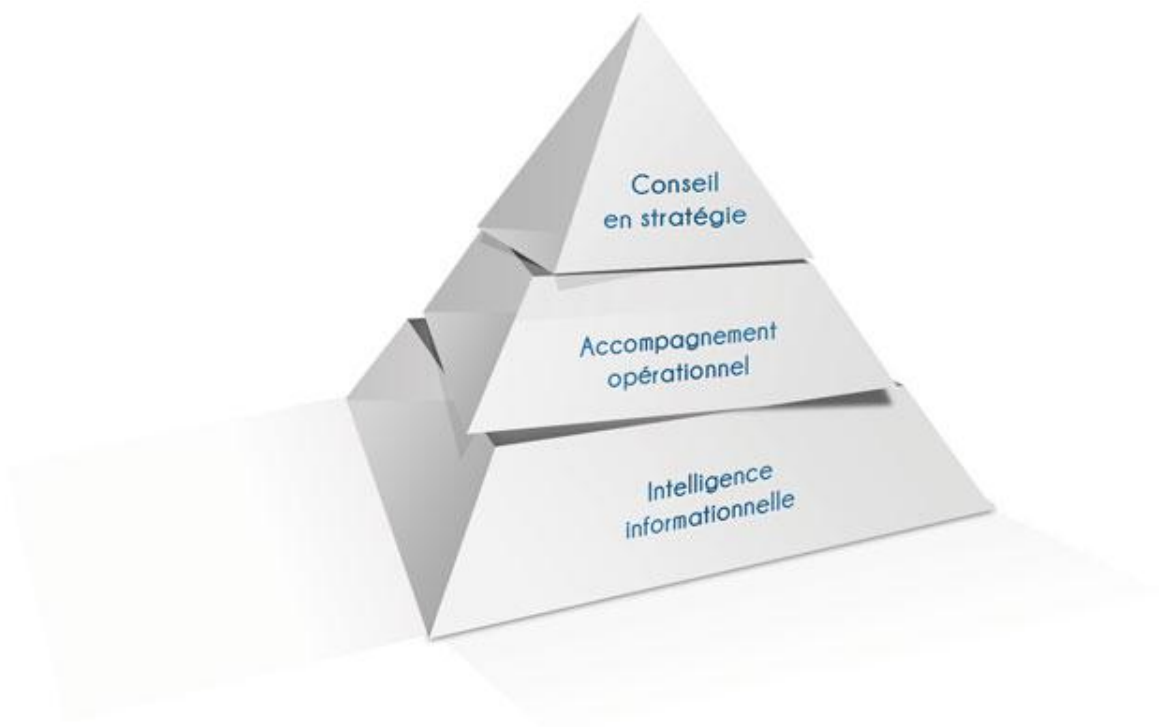 Conseil
en stratégie
Accompagnement
opérationnel
Intelligence
informationnelle